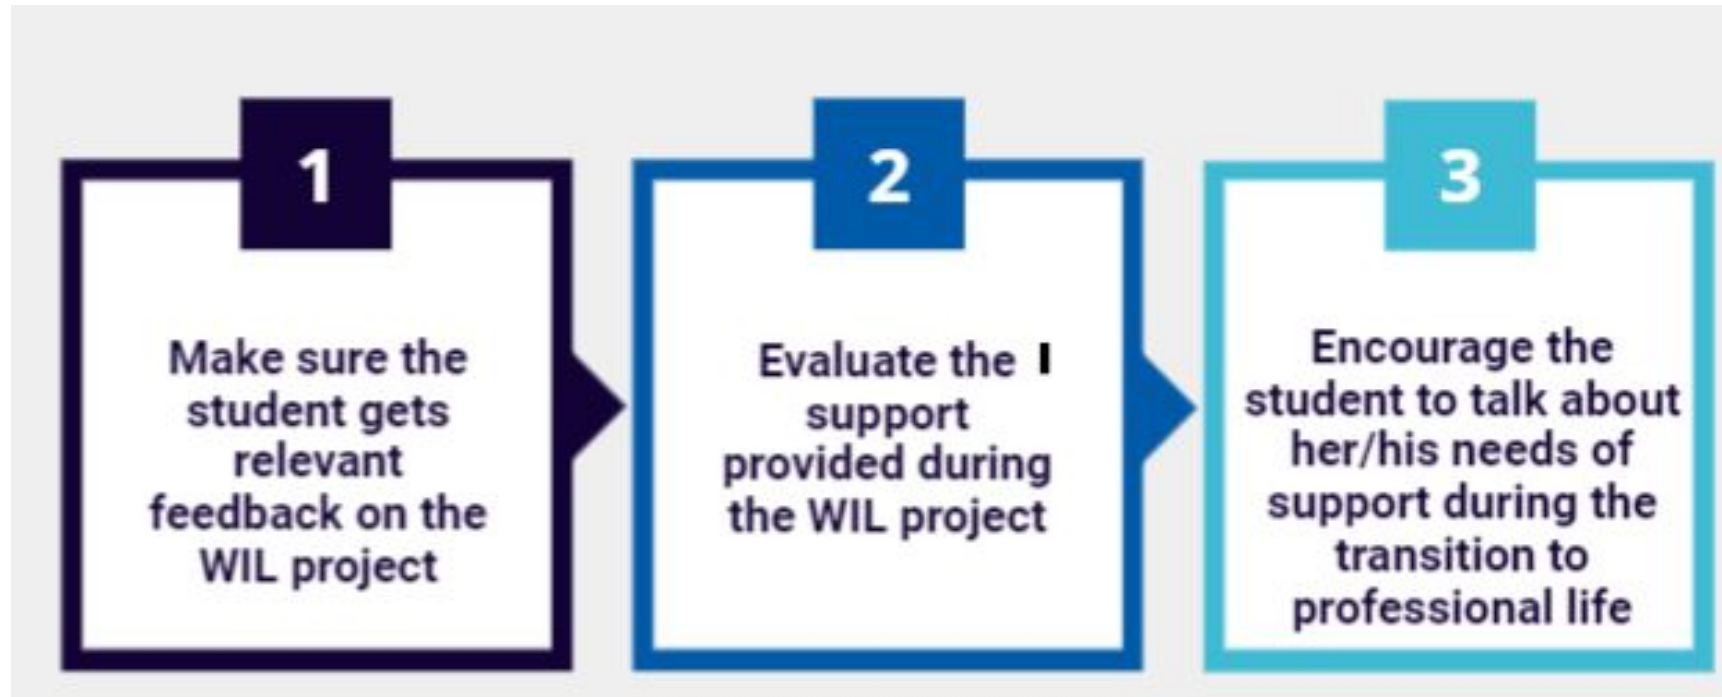 1
Make sure the
student gets
relevant
feedback on the
WIL project
2
Evaluate the
support
provided during
the WIL project
3
Encourage the
student to talk about
her/his needs of
support during the
transition to
professional life